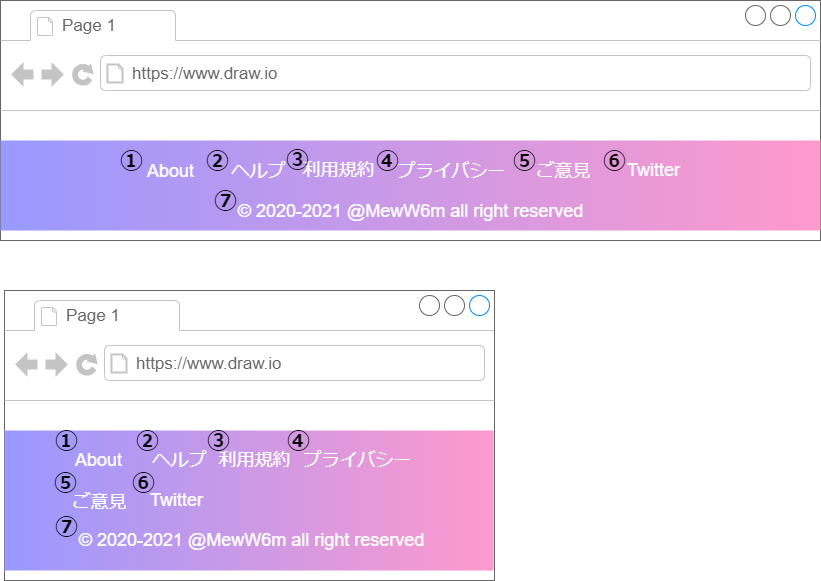 Page 1
https://www.draw.io
① About ② ヘルプ ③ 利用規約 ④ プライバシー ⑤ ご意見 ⑥ Twitter
⑦ © 2020-2021 @MewW6m all right reserved
Page 1
https://www.draw.io
① About ② ヘルプ ③ 利用規約 ④ プライバシー
⑤ ご意見 ⑥ Twitter
⑦ © 2020-2021 @MewW6m all right reserved